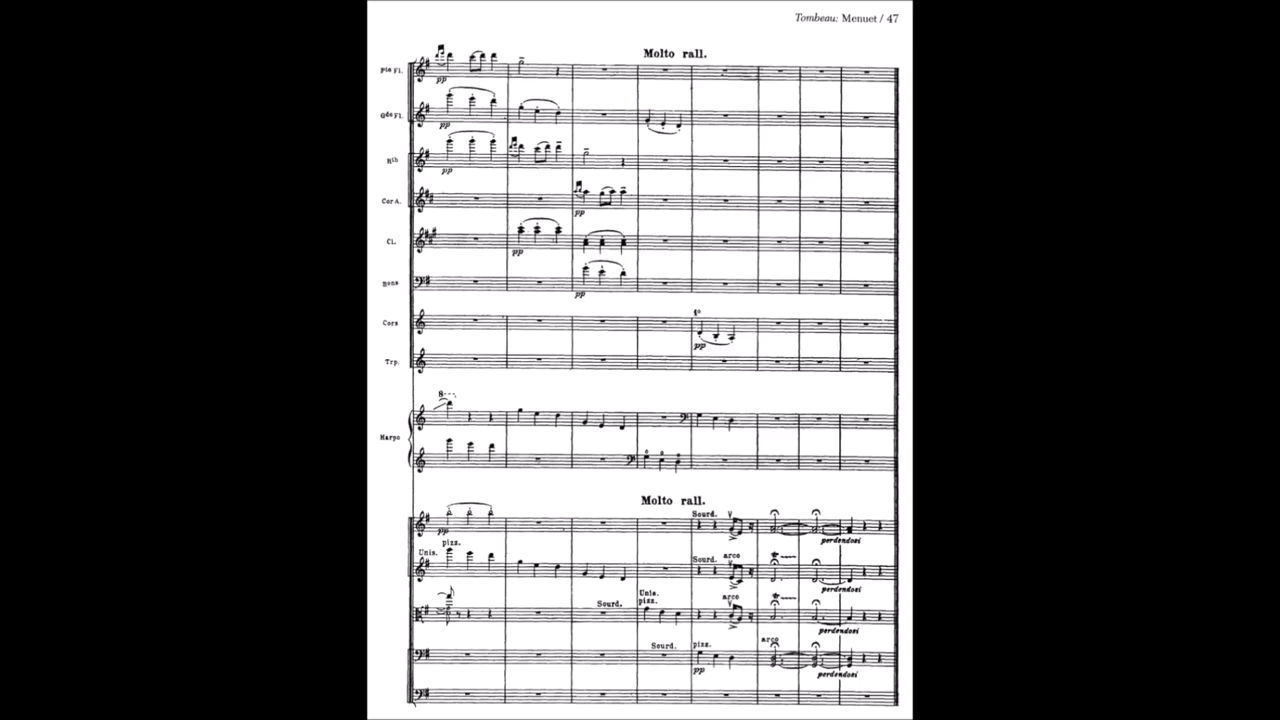 Tombeau: Menuet / 47
Molto rall.
Pte Fl.
pp
Gde Fl.
pp
Htb
pp
Cor A.
pp
Cl.
pp
Bons
pp
Cors
1º
pp
Trp.
8
Harpe
Molto rall.
Sourd.
pp
perdendosi
pizz.
Unis.
Sourd. arco
perdendosi
Sourd.
Unis.
pizz.
arco
perdendosi
Sourd. pizz. arco
pp
perdendosi